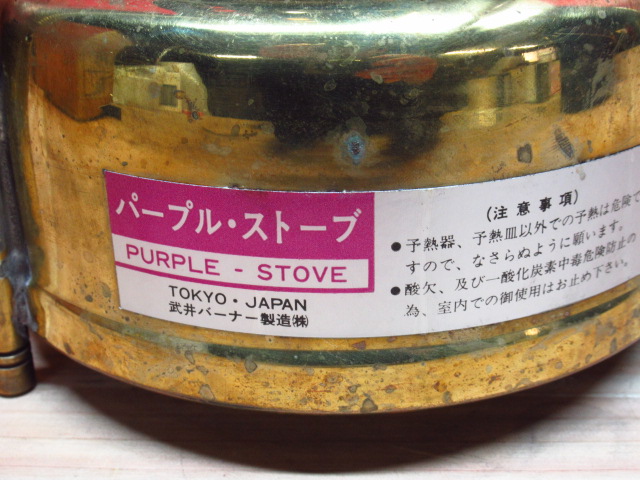 パープル・ストーブ
PURPLE - STOVE
TOKYO・JAPAN
武井バーナー製造㈱
(注意事項)
●予熱器、予熱皿以外での予熱は危険で
すので、なさらぬように願います。
●酸欠、及び一酸化炭素中毒危険防止の
為、室内での御使用はお止め下さい。